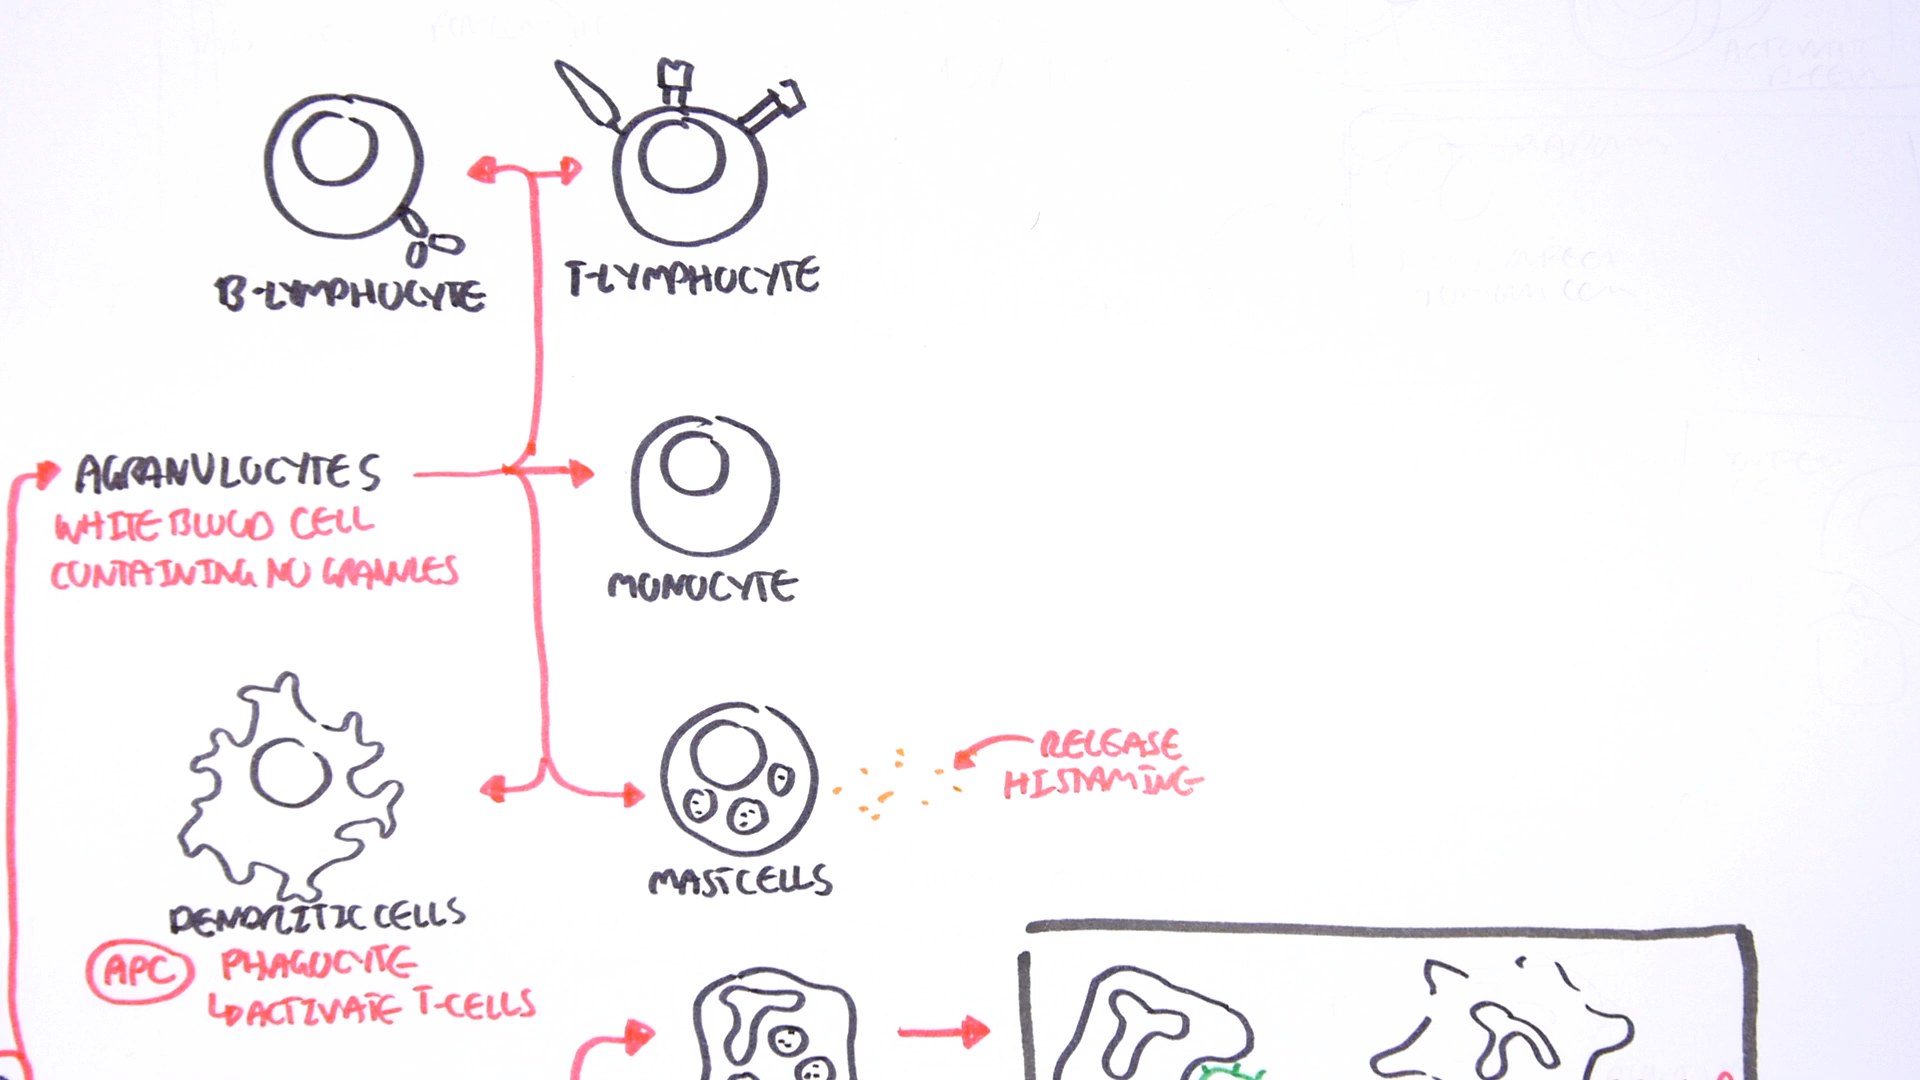 B-LYMPHOCYTE
T-LYMPHOCYTE
AGRANULOCYTES
WHITE BLOOD CELL
CONTAINING NO GRANULES
MONOCYTE
RELEASE
HISTAMING
MAST CELLS
DENDRITIC CELLS
APC PHAGOCYTE
↳ ACTIVATE T-CELLS